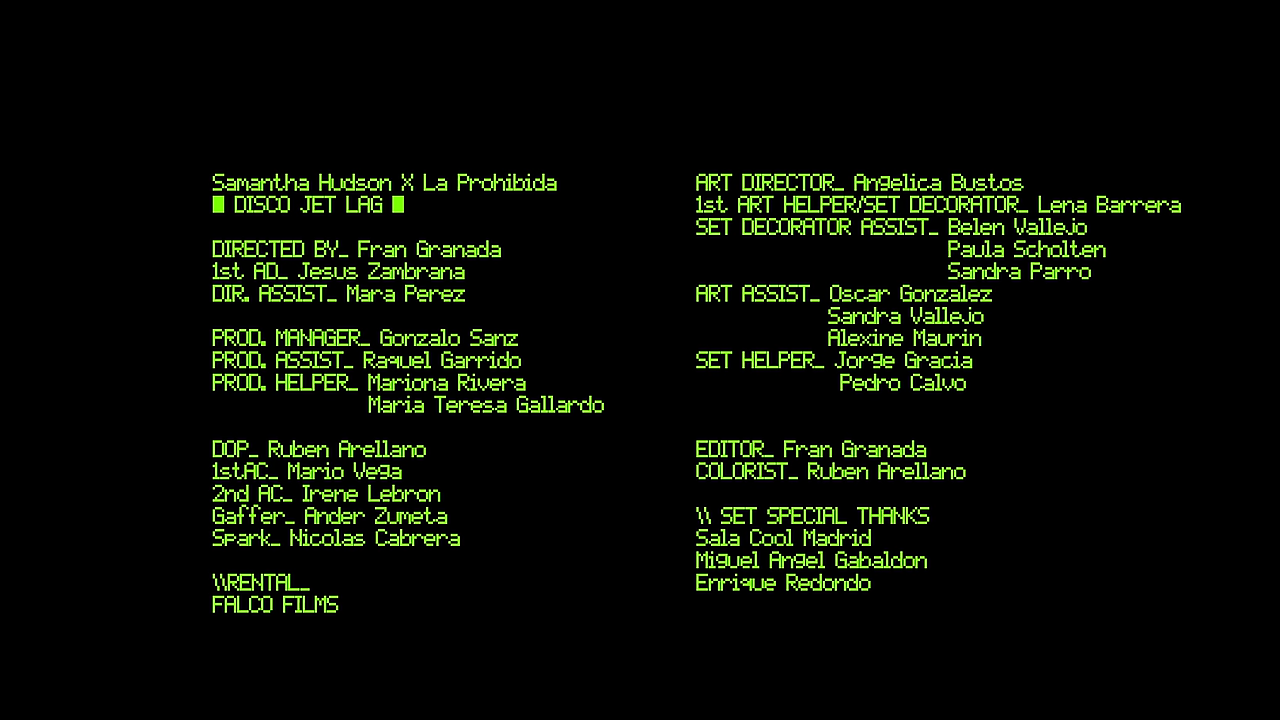 Samantha Hudson X La Prohibida
█ DISCO JET LAG █
DIRECTED BY_ Fran Granada
1st AD_ Jesus Zambrana
DIR. ASSIST_ Mara Perez
PROD. MANAGER_ Gonzalo Sanz
PROD. ASSIST_ Raquel Garrido
PROD. HELPER_ Mariona Rivera
Maria Teresa Gallardo
DOP_ Ruben Arellano
1stAC_ Mario Vega
2nd AC_ Irene Lebron
Gaffer_ Ander Zumeta
Spark_ Nicolas Cabrera
\\RENTAL_
FALCO FILMS
ART DIRECTOR_ Angelica Bustos
1st ART HELPER/SET DECORATOR_ Lena Barrera
SET DECORATOR ASSIST_ Belen Vallejo
Paula Scholten
Sandra Parro
ART ASSIST_ Oscar Gonzalez
Sandra Vallejo
Alexine Maurin
SET HELPER_ Jorge Gracia
Pedro Calvo
EDITOR_ Fran Granada
COLORIST_ Ruben Arellano
\\ SET SPECIAL THANKS
Sala Cool Madrid
Miguel Angel Gabaldon
Enrique Redondo